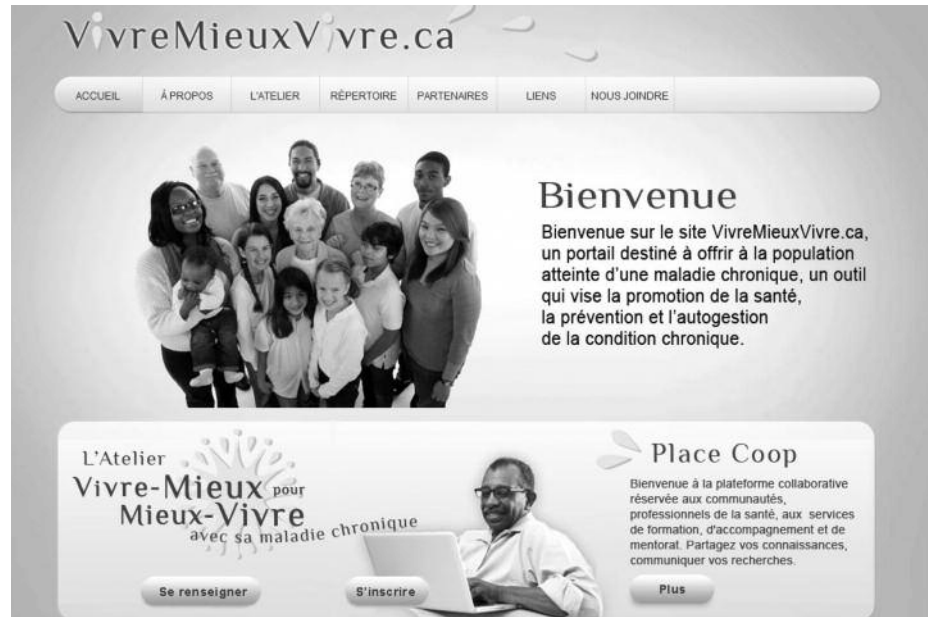 VivreMieuxVivre.ca
ACCUEIL À PROPOS L'ATELIER RÉPERTOIRE PARTENAIRES LIENS NOUS JOINDRE
Bienvenue
Bienvenue sur le site VivreMieuxVivre.ca,
un portail destiné à offrir à la population
atteinte d'une maladie chronique, un outil
qui vise la promotion de la santé,
la prévention et l'autogestion
de la condition chronique.
L'Atelier
Vivre-Mieux pour
Mieux-Vivre
avec sa maladie chronique
Se renseigner
S'inscrire
Place Coop
Bienvenue à la plateforme collaborative
réservée aux communautés,
professionnels de la santé, aux services
de formation, d'accompagnement et de
mentorat. Partagez vos connaissances,
communiquer vos recherches.
Plus